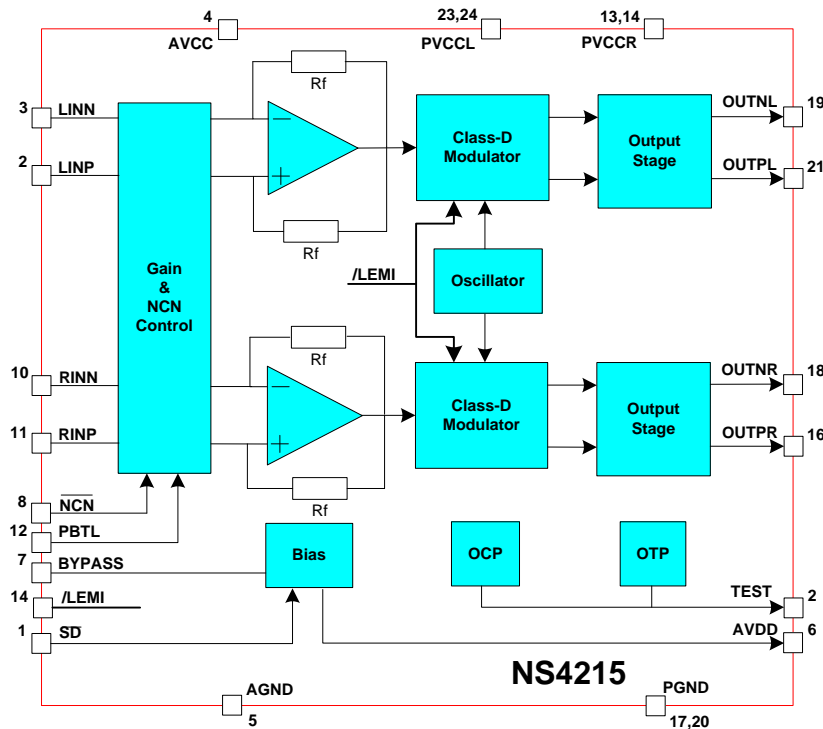 4
AVCC
23,24
PVCCL
13,14
PVCCR
Rf
3
LINN
2
LINP
Rf
Class-D
Modulator
Output
Stage
OUTNL
19
OUTPL
21
Gain
&
NCN
Control
/LEMI
Oscillator
Rf
10
RINN
11
RINP
Rf
Class-D
Modulator
Output
Stage
OUTNR
18
OUTPR
16
8
NCN
12
PBTL
7
BYPASS
14
/LEMI
1
SD
Bias
OCP
OTP
TEST
2
AVDD
6
NS4215
AGND
5
PGND
17,20